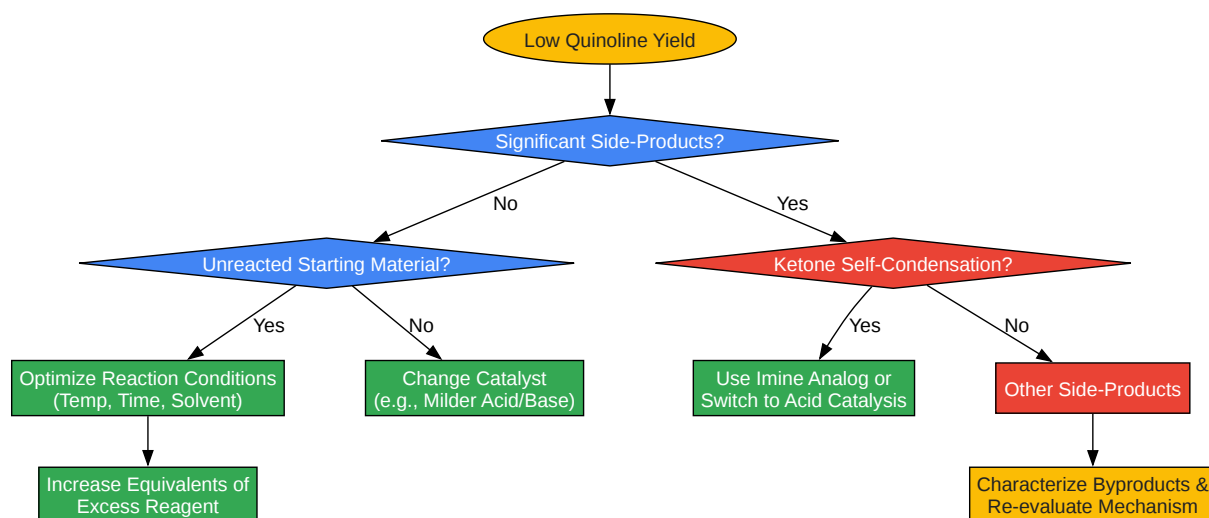 Low Quinoline Yield
Significant Side-Products?
No
Yes
Unreacted Starting Material?
Ketone Self-Condensation?
Yes
No
Yes
No
Optimize Reaction Conditions
(Temp, Time, Solvent)
Change Catalyst
(e.g., Milder Acid/Base)
Use Imine Analog or
Switch to Acid Catalysis
Other Side-Products
Increase Equivalents of
Excess Reagent
Characterize Byproducts &
Re-evaluate Mechanism